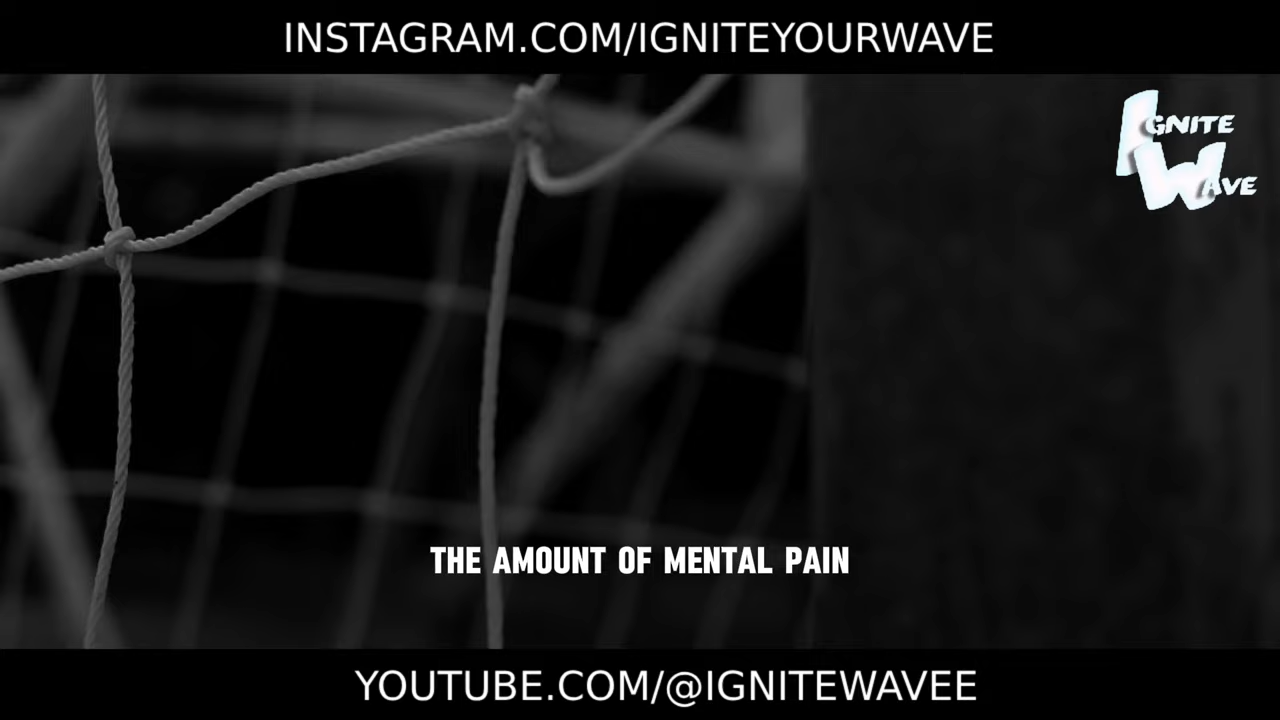 INSTAGRAM.COM/IGNITEYOURWAVE
IGNITE
WAVE
THE AMOUNT OF MENTAL PAIN
YOUTUBE.COM/@IGNITEWAVEE